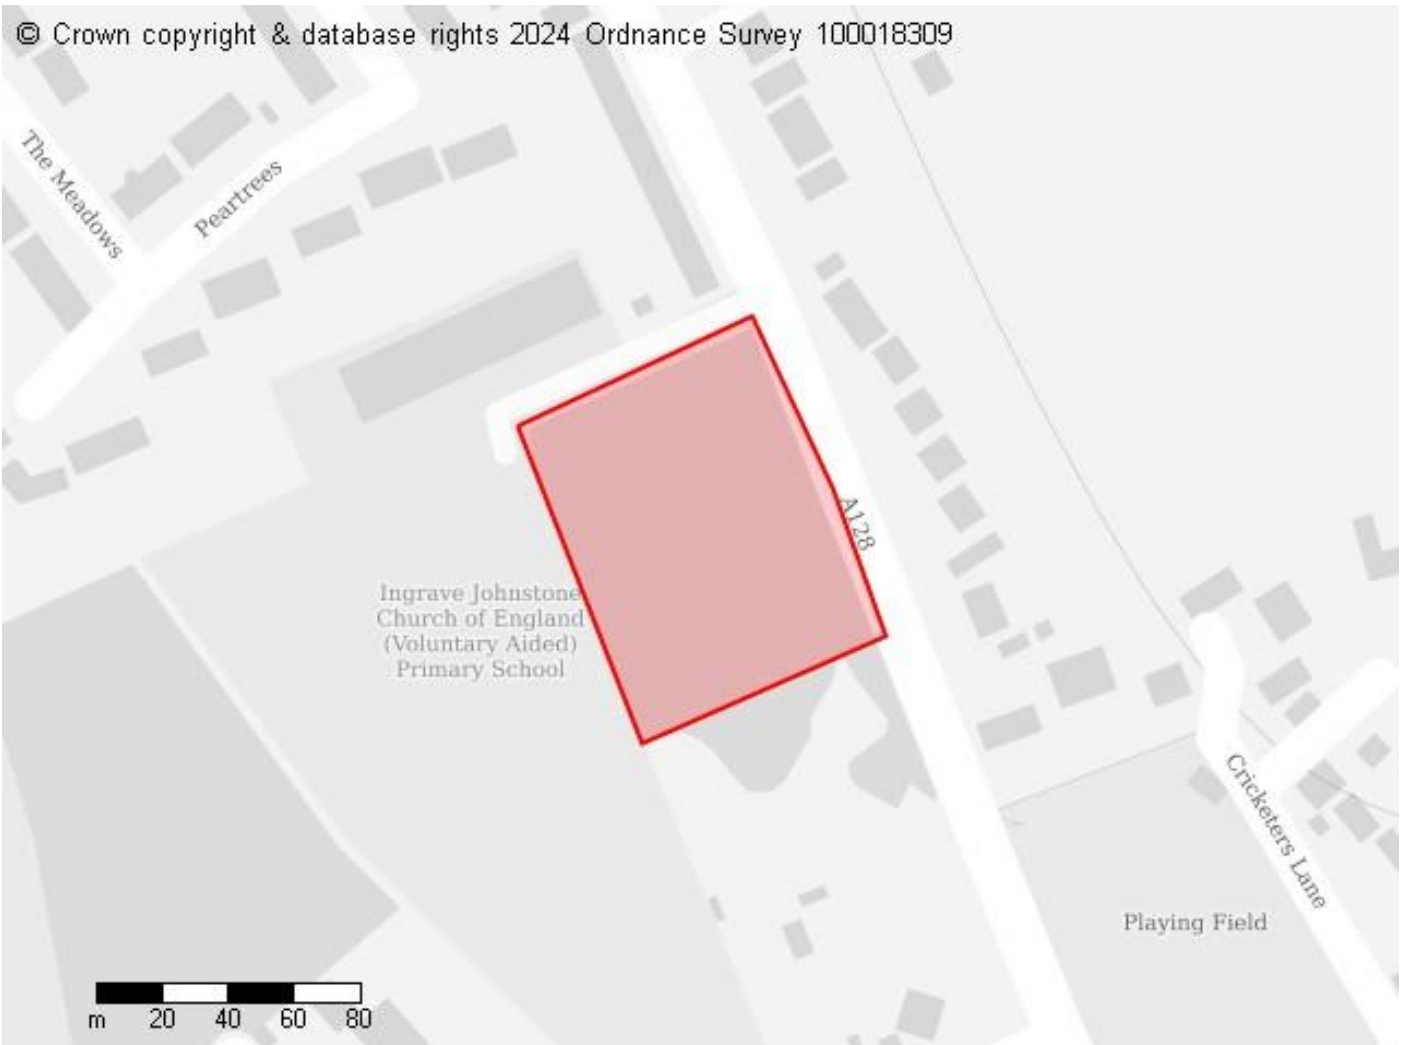 © Crown copyright & database rights 2024 Ordnance Survey 100018309
The Meadows
Peartrees
A128
Ingrave Johnstone
Church of England
(Voluntary Aided)
Primary School
Cricketers Lane
Playing Field
m 20 40 60 80